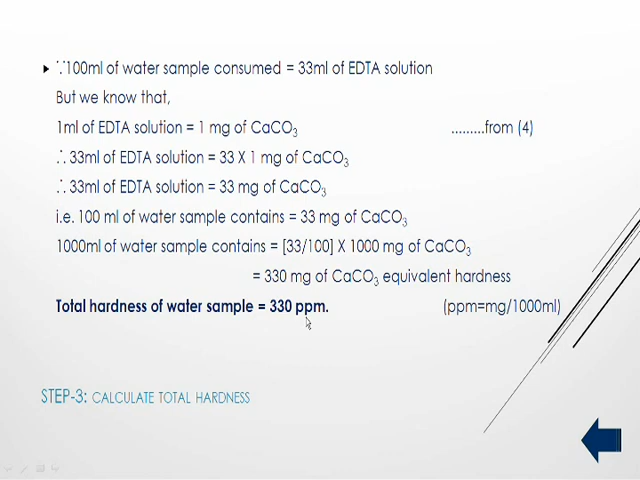 ∵100ml of water sample consumed = 33ml of EDTA solution
But we know that,
1ml of EDTA solution = 1 mg of CaCO₃ .........from (4)
∴ 33ml of EDTA solution = 33 X 1 mg of CaCO₃
∴ 33ml of EDTA solution = 33 mg of CaCO₃
i.e. 100 ml of water sample contains = 33 mg of CaCO₃
1000ml of water sample contains = [33/100] X 1000 mg of CaCO₃
= 330 mg of CaCO₃ equivalent hardness
Total hardness of water sample = 330 ppm. (ppm=mg/1000ml)
STEP-3: CALCULATE TOTAL HARDNESS